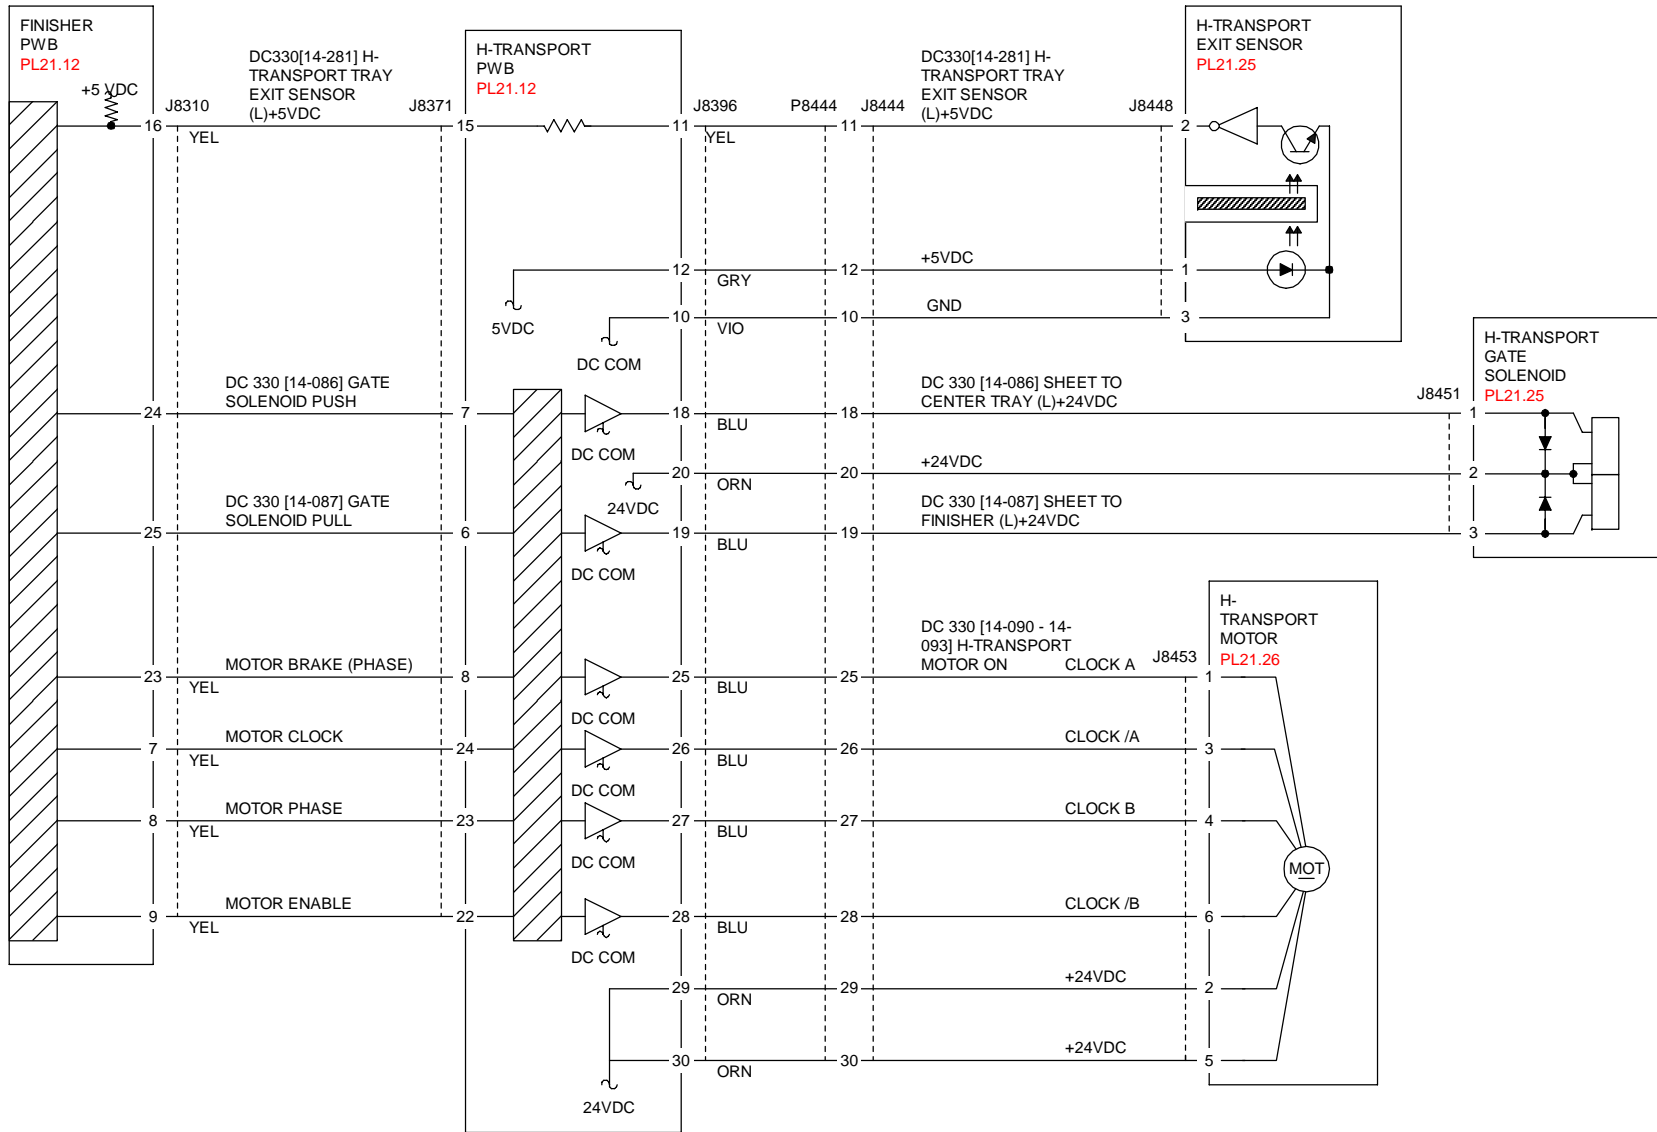 FINISHER
PWB
PL21.12
+5 VDC
J8310
DC330[14-281] H-
TRANSPORT TRAY
EXIT SENSOR
(L)+5VDC
J8371
H-TRANSPORT
PWB
PL21.12
J8396
P8444
J8444
DC330[14-281] H-
TRANSPORT TRAY
EXIT SENSOR
(L)+5VDC
J8448
H-TRANSPORT
EXIT SENSOR
PL21.25
16
YEL
15
11
YEL
11
2
5VDC
12
GRY
12
+5VDC
1
DC COM
10
VIO
10
GND
3
H-TRANSPORT
GATE
SOLENOID
PL21.25
J8451
24
DC 330 [14-086] GATE
SOLENOID PUSH
7
DC COM
18
BLU
18
DC 330 [14-086] SHEET TO
CENTER TRAY (L)+24VDC
1
24VDC
20
ORN
20
+24VDC
2
25
DC 330 [14-087] GATE
SOLENOID PULL
6
DC COM
19
BLU
19
DC 330 [14-087] SHEET TO
FINISHER (L)+24VDC
3
H-
TRANSPORT
MOTOR
PL21.26
DC 330 [14-090 - 14-
093] H-TRANSPORT
MOTOR ON
J8453
23
YEL
MOTOR BRAKE (PHASE)
8
DC COM
25
BLU
25
CLOCK A
1
7
YEL
MOTOR CLOCK
24
DC COM
26
BLU
26
CLOCK /A
3
8
YEL
MOTOR PHASE
23
DC COM
27
BLU
27
CLOCK B
4
MOT
9
YEL
MOTOR ENABLE
22
DC COM
28
BLU
28
CLOCK /B
6
29
ORN
29
+24VDC
2
30
ORN
30
+24VDC
5
24VDC